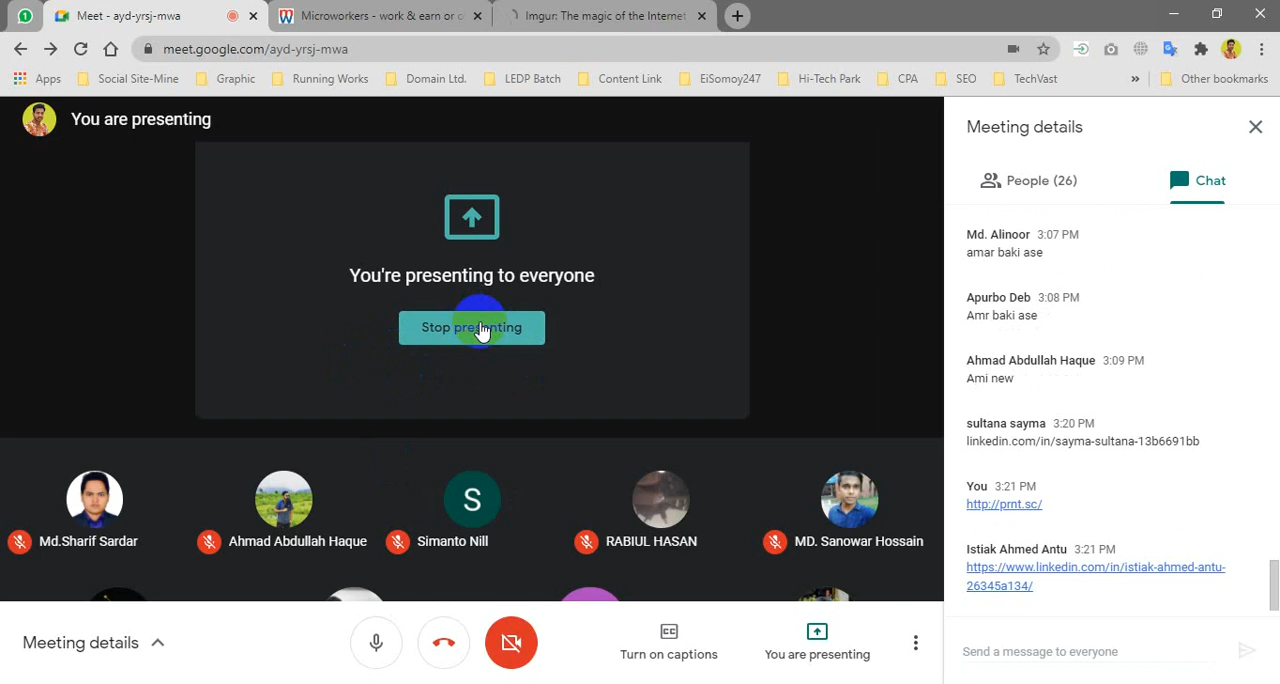 1
Meet - ayd-yrsj-mwa
Microworkers - work & earn or o
Imgur: The magic of the Internet
meet.google.com/ayd-yrsj-mwa
Apps
Social Site-Mine
Graphic
Running Works
Domain Ltd.
LEDP Batch
Content Link
EiSomoy247
Hi-Tech Park
CPA
SEO
TechVast
»
Other bookmarks
You are presenting
You're presenting to everyone
Stop presenting
Md.Sharif Sardar
Ahmad Abdullah Haque
S
Simanto Nill
RABIUL HASAN
MD. Sanowar Hossain
Meeting details
CC
Turn on captions
You are presenting
Meeting details
People (26)
Chat
Md. Alinoor 3:07 PM
amar baki ase
Apurbo Deb 3:08 PM
Amr baki ase
Ahmad Abdullah Haque 3:09 PM
Ami new
sultana sayma 3:20 PM
linkedin.com/in/sayma-sultana-13b6691bb
You 3:21 PM
http://prnt.sc/
Istiak Ahmed Antu 3:21 PM
https://www.linkedin.com/in/istiak-ahmed-antu-
26345a134/
Send a message to everyone